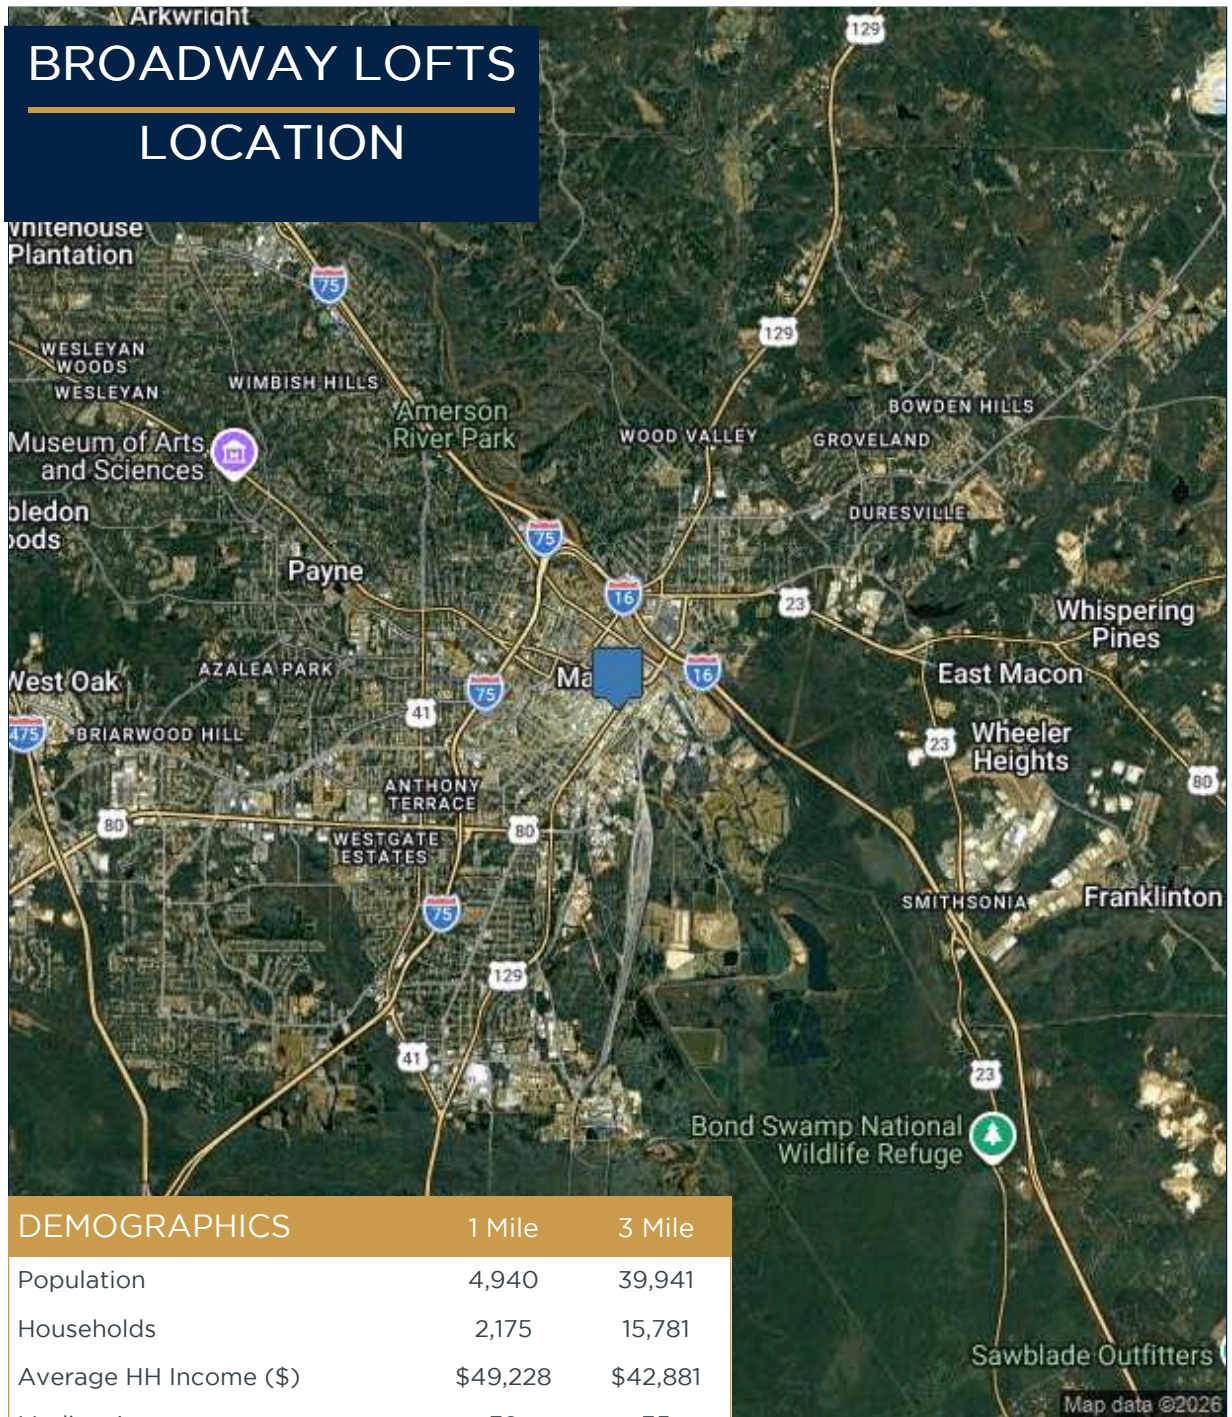 Arkwright
BROADWAY LOFTS
LOCATION
129
Whitehouse
Plantation
75
129
WESLEYAN
WOODS
WESLEYAN
WIMBISH HILLS
Amerson
River Park
BOWDEN HILLS
WOOD VALLEY
GROVELAND
Museum of Arts
and Sciences
bledon
oods
DURESVILLE
75
Payne
16
23
Whispering
Pines
AZALEA PARK
West Oak
Ma
16
East Macon
75
41
475
BRIARWOOD HILL
23
Wheeler
Heights
80
ANTHONY
TERRACE
80
80
WESTGATE
ESTATES
75
SMITHSONIA
Franklinton
129
41
23
Bond Swamp National
Wildlife Refuge
DEMOGRAPHICS 1 Mile 3 Mile
Population 4,940 39,941
Households 2,175 15,781
Average HH Income ($) $49,228 $42,881
Sawblade Outfitters
Map data ©2026